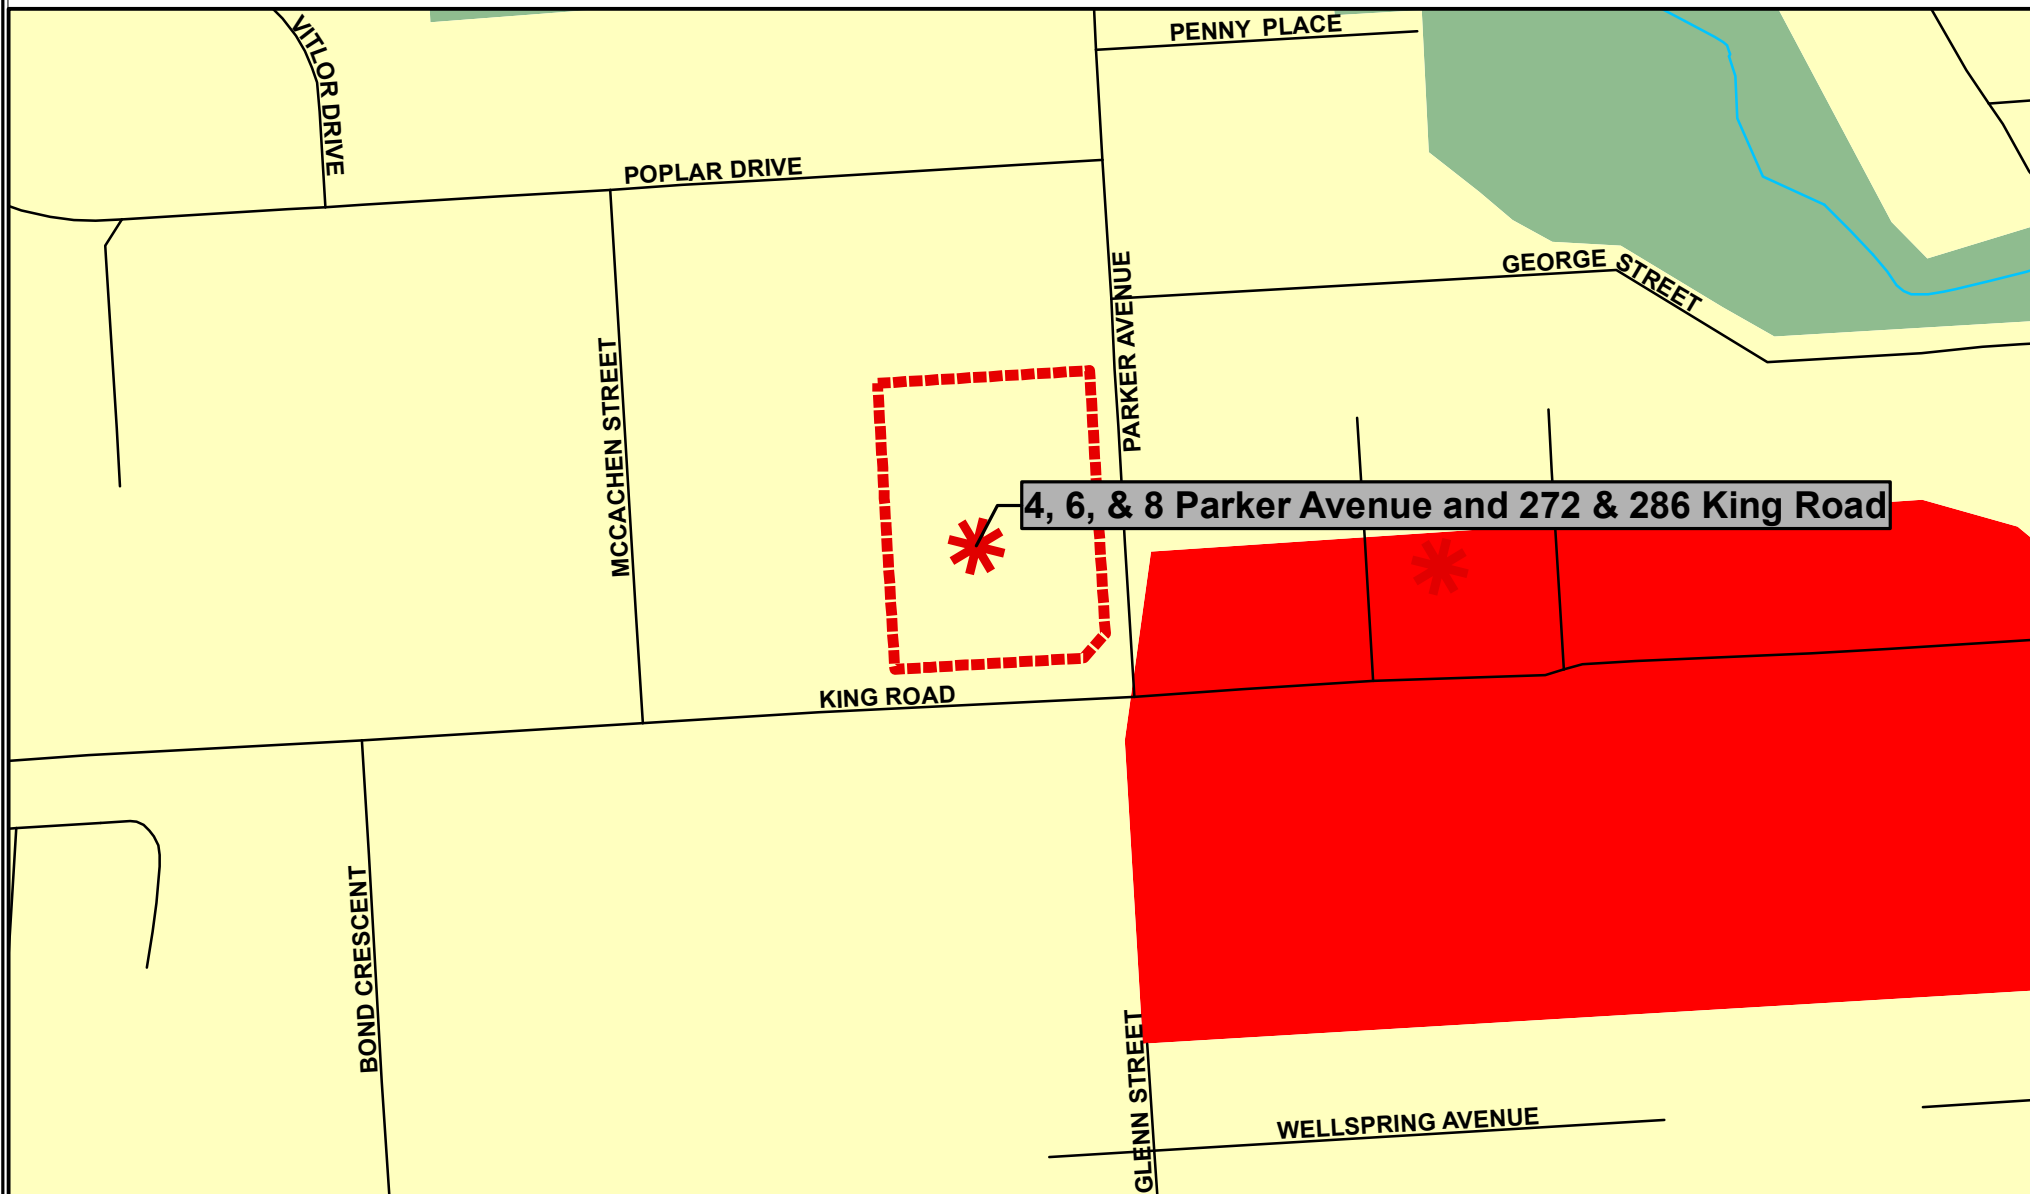 PENNY PLACE
VITLOR DRIVE
POPLAR DRIVE
GEORGE STREET
PARKER AVENUE
MCCACHEN STREET
4, 6, & 8 Parker Avenue and 272 & 286 King Road
KING ROAD
BOND CRESCENT
GLENN STREET
WELLSPRING AVENUE